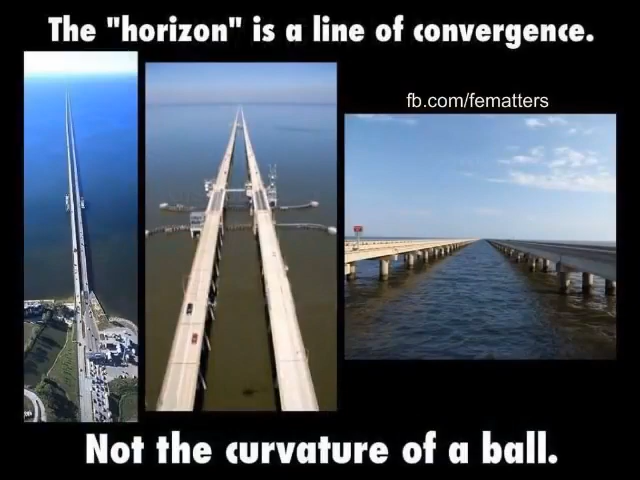 The "horizon" is a line of convergence.
fb.com/fematters
Not the curvature of a ball.